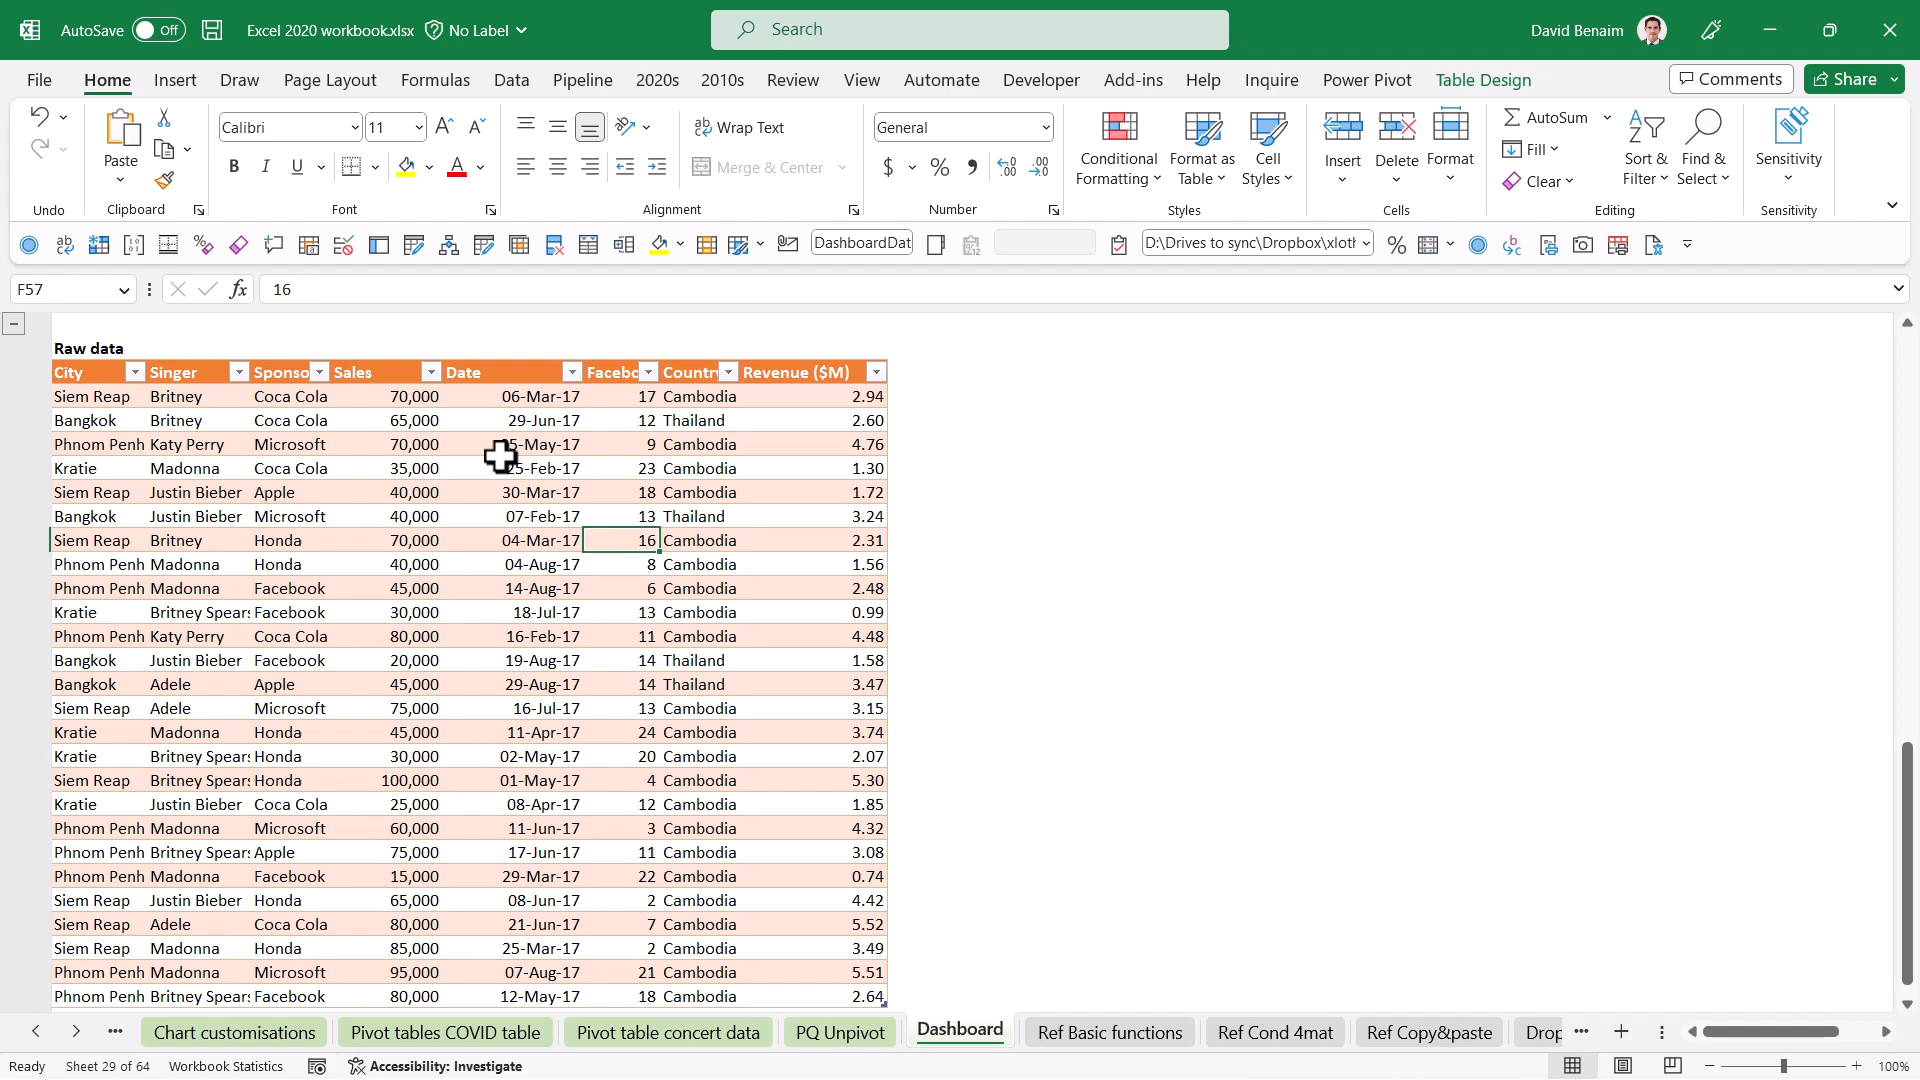 AutoSave Off Excel 2020 workbook.xlsx No Label Search David Benaim
File Home Insert Draw Page Layout Formulas Data Pipeline 2020s 2010s Review View Automate Developer Add-ins Help Inquire Power Pivot Table Design Comments Share
Calibri 11 Wrap Text General AutoSum
Paste Conditional Formatting Format as Table Cell Styles Insert Delete Format Fill Sort & Filter Find & Select Sensitivity
B I U Merge & Center $ % Clear
Undo Clipboard Font Alignment Number Styles Cells Editing Sensitivity
DashboardDat D:\Drives to sync\Dropbox\xloth
F57 fx 16
Raw data
City Singer Sponso Sales Date Facebc Country Revenue ($M)
Siem Reap Britney Coca Cola 70,000 06-Mar-17 17 Cambodia 2.94
Bangkok Britney Coca Cola 65,000 29-Jun-17 12 Thailand 2.60
Phnom Penh Katy Perry Microsoft 70,000 5-May-17 9 Cambodia 4.76
Kratie Madonna Coca Cola 35,000 25-Feb-17 23 Cambodia 1.30
Siem Reap Justin Bieber Apple 40,000 30-Mar-17 18 Cambodia 1.72
Bangkok Justin Bieber Microsoft 40,000 07-Feb-17 13 Thailand 3.24
Siem Reap Britney Honda 70,000 04-Mar-17 16 Cambodia 2.31
Phnom Penh Madonna Honda 40,000 04-Aug-17 8 Cambodia 1.56
Phnom Penh Madonna Facebook 45,000 14-Aug-17 6 Cambodia 2.48
Kratie Britney Spears Facebook 30,000 18-Jul-17 13 Cambodia 0.99
Phnom Penh Katy Perry Coca Cola 80,000 16-Feb-17 11 Cambodia 4.48
Bangkok Justin Bieber Facebook 20,000 19-Aug-17 14 Thailand 1.58
Bangkok Adele Apple 45,000 29-Aug-17 14 Thailand 3.47
Siem Reap Adele Microsoft 75,000 16-Jul-17 13 Cambodia 3.15
Kratie Madonna Honda 45,000 11-Apr-17 24 Cambodia 3.74
Kratie Britney Spears Honda 30,000 02-May-17 20 Cambodia 2.07
Siem Reap Britney Spears Honda 100,000 01-May-17 4 Cambodia 5.30
Kratie Justin Bieber Coca Cola 25,000 08-Apr-17 12 Cambodia 1.85
Phnom Penh Madonna Microsoft 60,000 11-Jun-17 3 Cambodia 4.32
Phnom Penh Britney Spears Apple 75,000 17-Jun-17 11 Cambodia 3.08
Phnom Penh Madonna Facebook 15,000 29-Mar-17 22 Cambodia 0.74
Siem Reap Justin Bieber Honda 65,000 08-Jun-17 2 Cambodia 4.42
Siem Reap Adele Coca Cola 80,000 21-Jun-17 7 Cambodia 5.52
Siem Reap Madonna Honda 85,000 25-Mar-17 2 Cambodia 3.49
Phnom Penh Madonna Microsoft 95,000 07-Aug-17 21 Cambodia 5.51
Phnom Penh Britney Spears Facebook 80,000 12-May-17 18 Cambodia 2.64
Chart customisations Pivot tables COVID table Pivot table concert data PQ Unpivot Dashboard Ref Basic functions Ref Cond 4mat Ref Copy&paste Drop
Ready Sheet 29 of 64 Workbook Statistics Accessibility: Investigate 100%